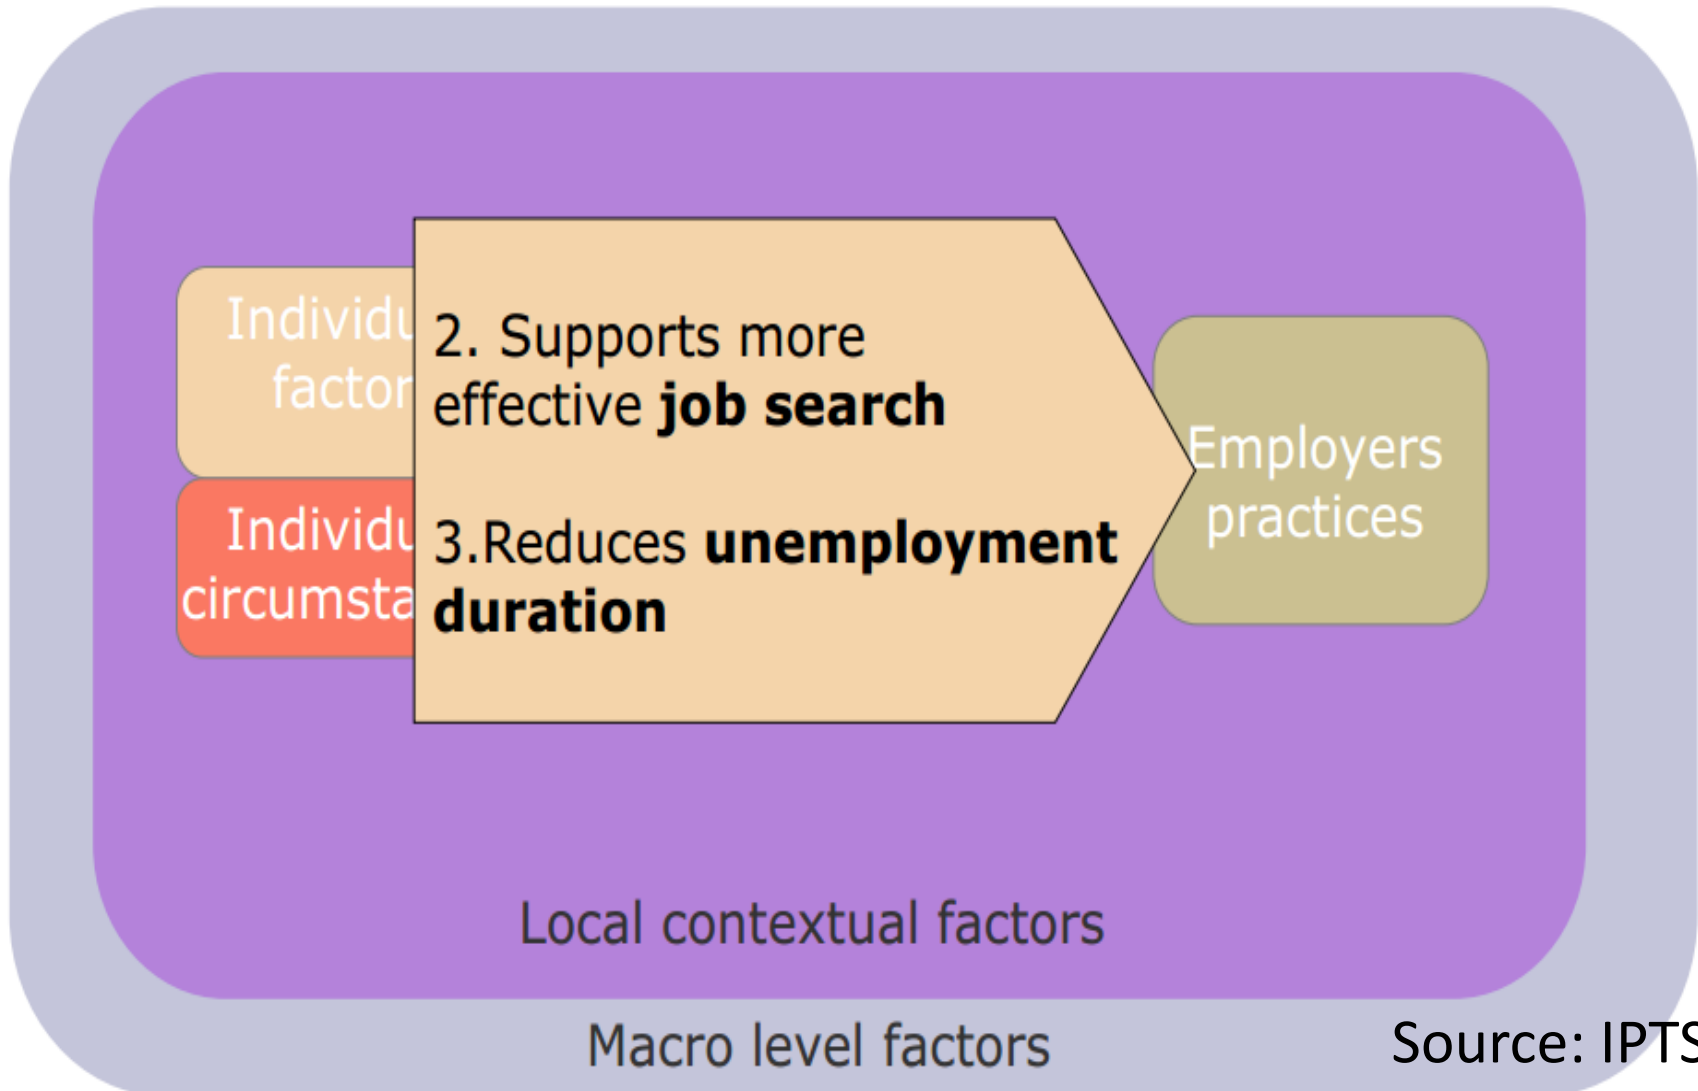 Individu
factor
2. Supports more
effective job search
Individu
circumsta
3.Reduces unemployment
duration
Employers
practices
Local contextual factors
Macro level factors
Source: IPTS